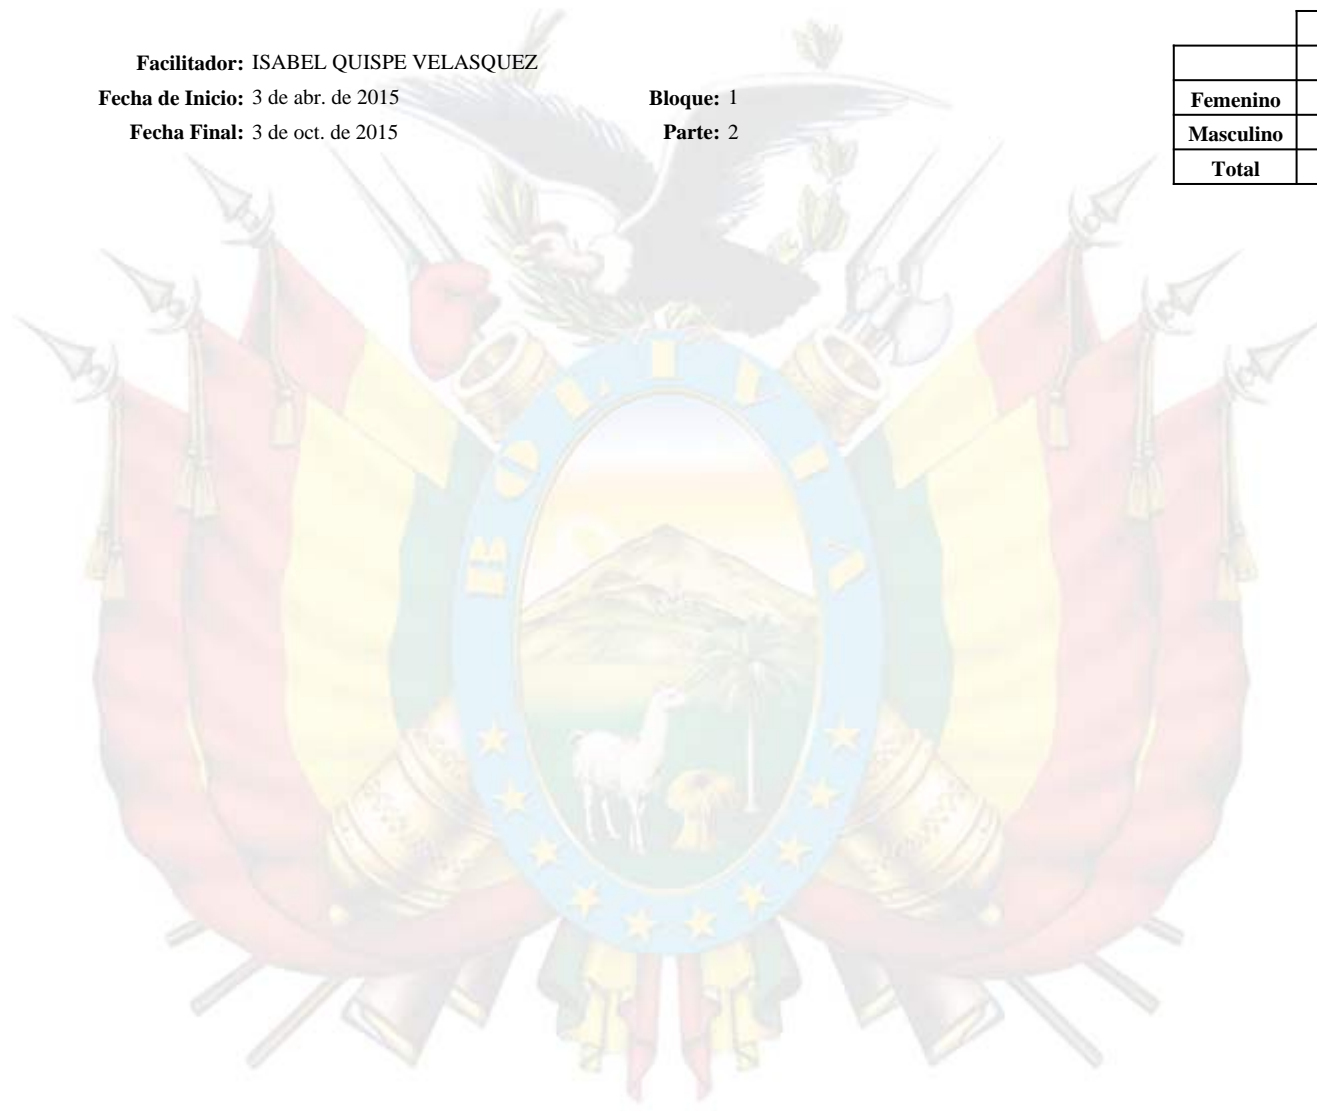 Facilitador: ISABEL QUISPE VELASQUEZ
Fecha de Inicio: 3 de abr. de 2015 Bloque: 1
Fecha Final: 3 de oct. de 2015 Parte: 2
Femenino
Masculino
Total
BOLIVIA